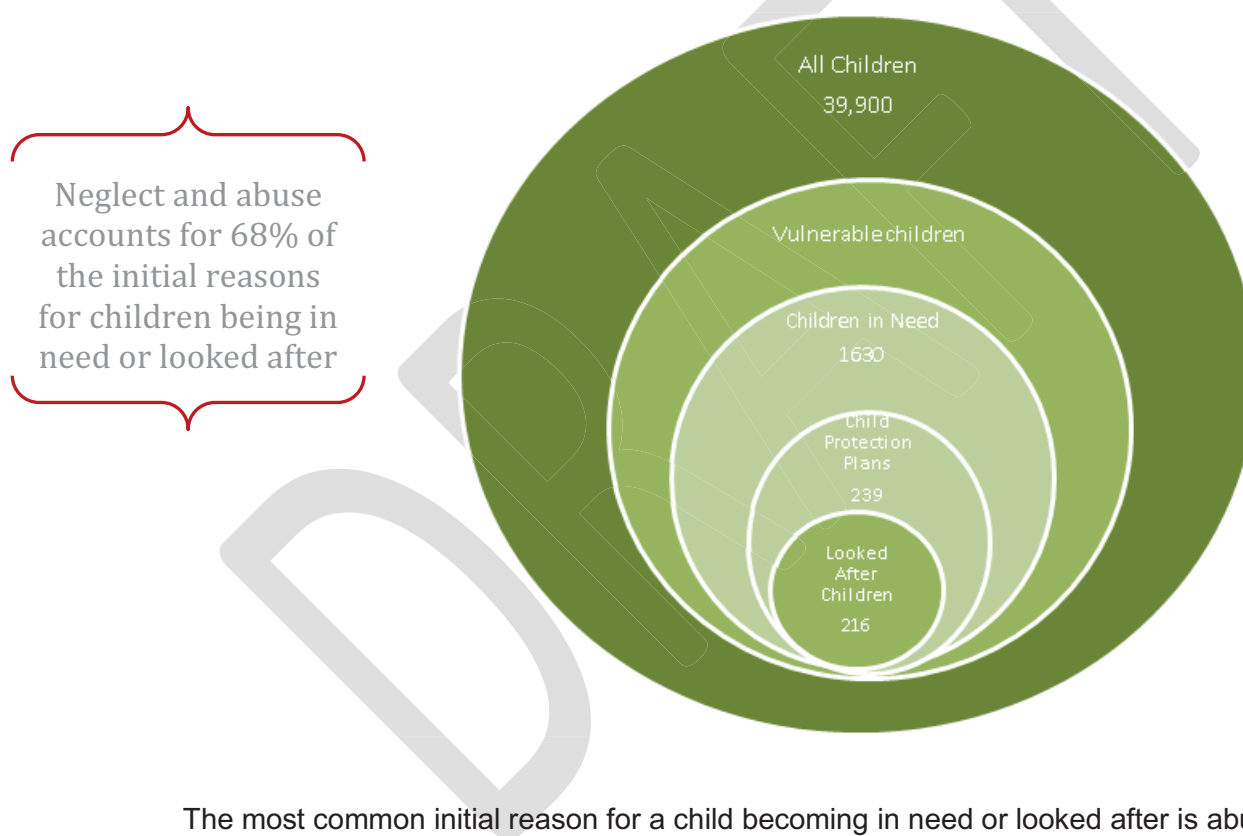 All Children
39,900
Neglect and abuse
accounts for 68% of
the initial reasons
for children being in
need or looked after
Vulnerablechildren
Children in Need
1630
Child
Protection
Plans
239
Looked
After
Children
216
DRAFT
The most common initial reason for a child becoming in need or looked after is abu